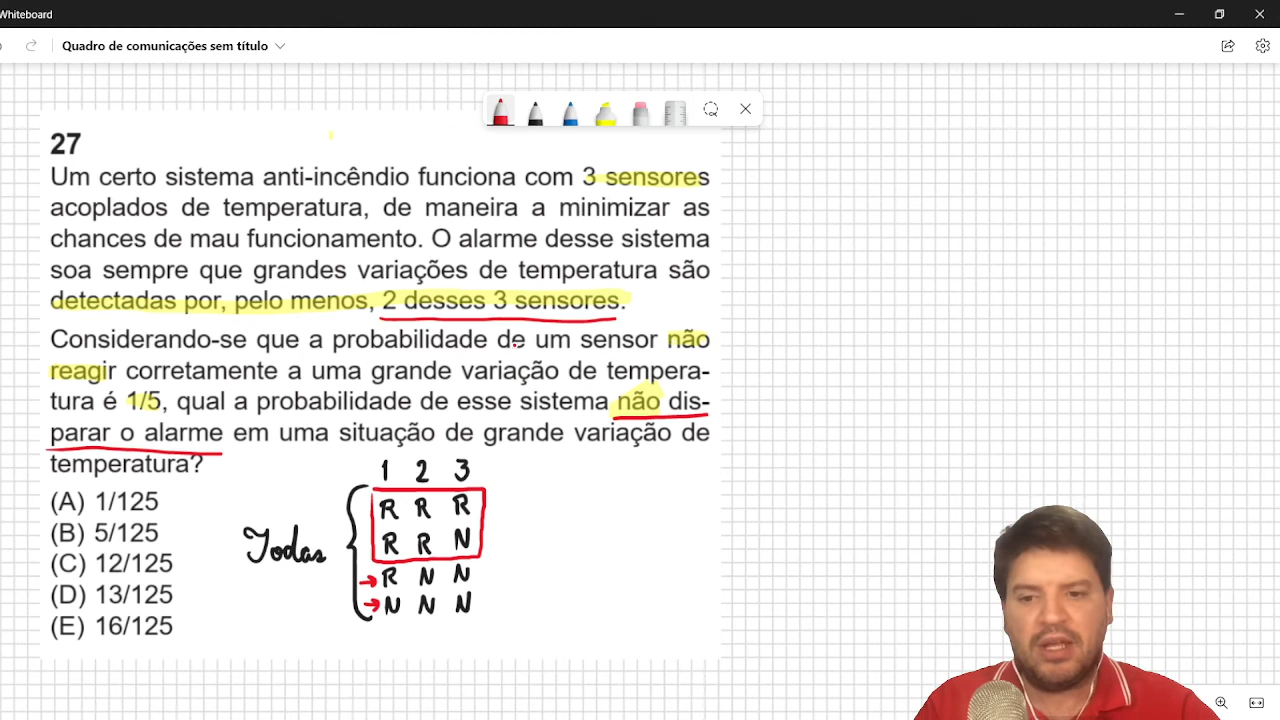 Whiteboard
Quadro de comunicações sem título
27
Um certo sistema anti-incêndio funciona com 3 sensores
acoplados de temperatura, de maneira a minimizar as
chances de mau funcionamento. O alarme desse sistema
soa sempre que grandes variações de temperatura são
detectadas por, pelo menos, 2 desses 3 sensores.
Considerando-se que a probabilidade de um sensor não
reagir corretamente a uma grande variação de tempera-
tura é 1/5, qual a probabilidade de esse sistema não dis-
parar o alarme em uma situação de grande variação de
temperatura?
(A) 1/125
(B) 5/125
(C) 12/125
(D) 13/125
(E) 16/125
1 2 3
R R R
R R N
Todas
R N N
N N N